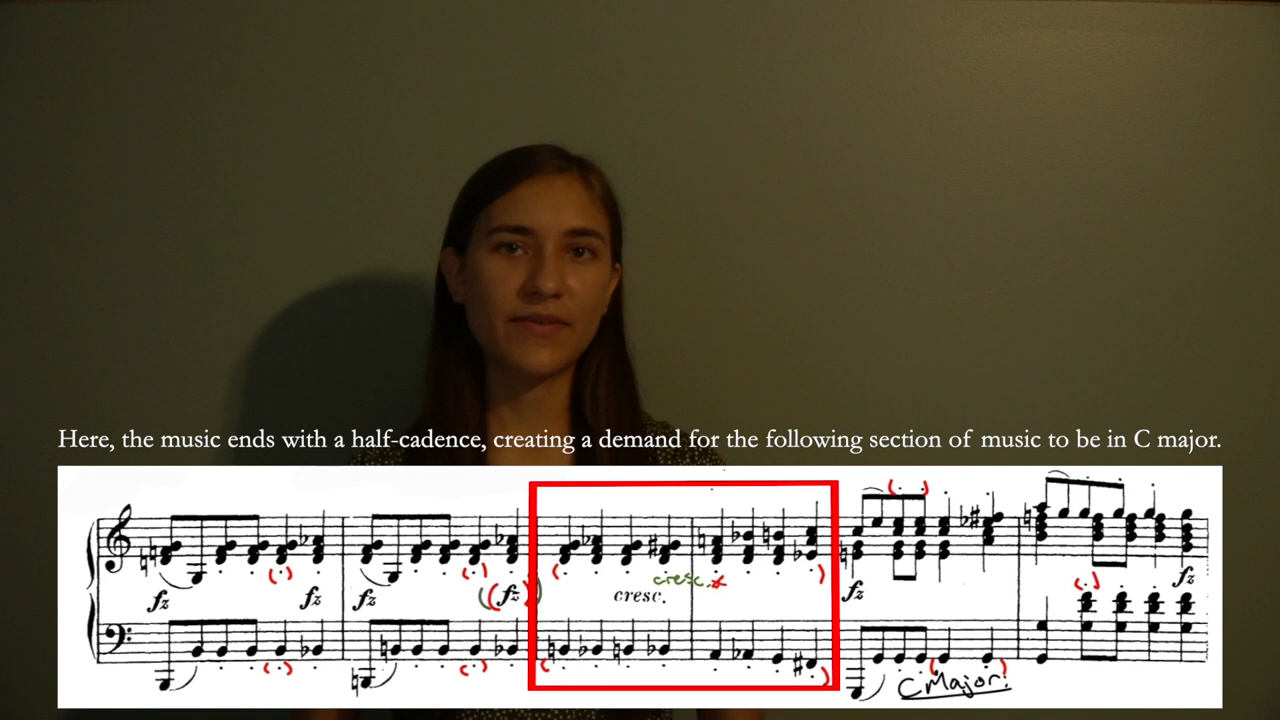 Here, the music ends with a half-cadence, creating a demand for the following section of music to be in C major.
cresc.
fz fz fz (fz) cresc. fz fz
C Major: